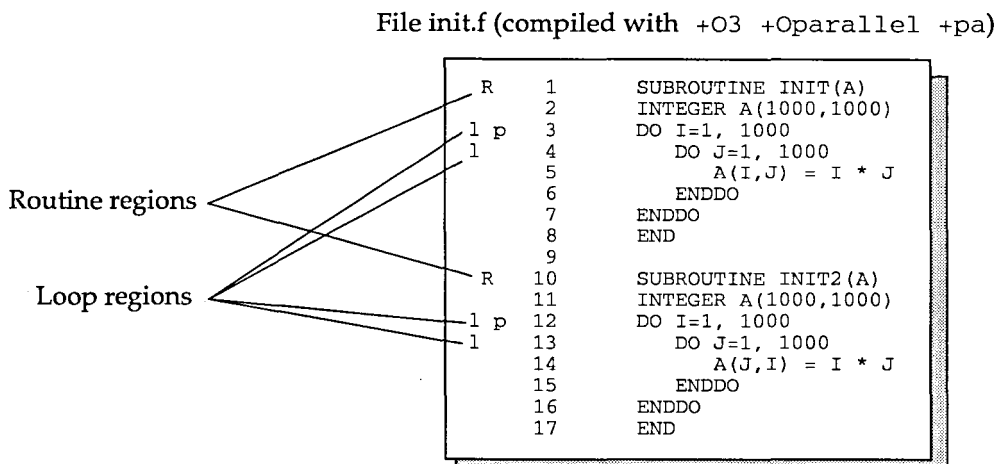 File init.f (compiled with +O3 +Oparallel +pa)
R 1 SUBROUTINE INIT(A)
2 INTEGER A(1000,1000)
l p 3 DO I=1, 1000
l 4 DO J=1, 1000
5 A(I,J) = I * J
6 ENDDO
7 ENDDO
8 END
9
R 10 SUBROUTINE INIT2(A)
11 INTEGER A(1000,1000)
l p 12 DO I=1, 1000
l 13 DO J=1, 1000
14 A(J,I) = I * J
15 ENDDO
16 ENDDO
17 END
Routine regions
Loop regions